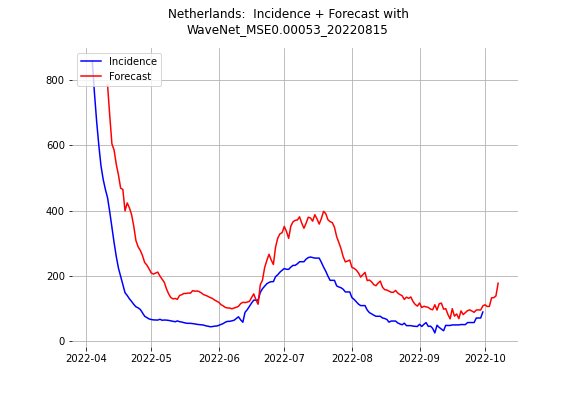 Netherlands:  Incidence + Forecast with
WaveNet_MSE0.00053_20220815
Incidence
Forecast
800
600
400
200
0
2022-04 2022-05 2022-06 2022-07 2022-08 2022-09 2022-10